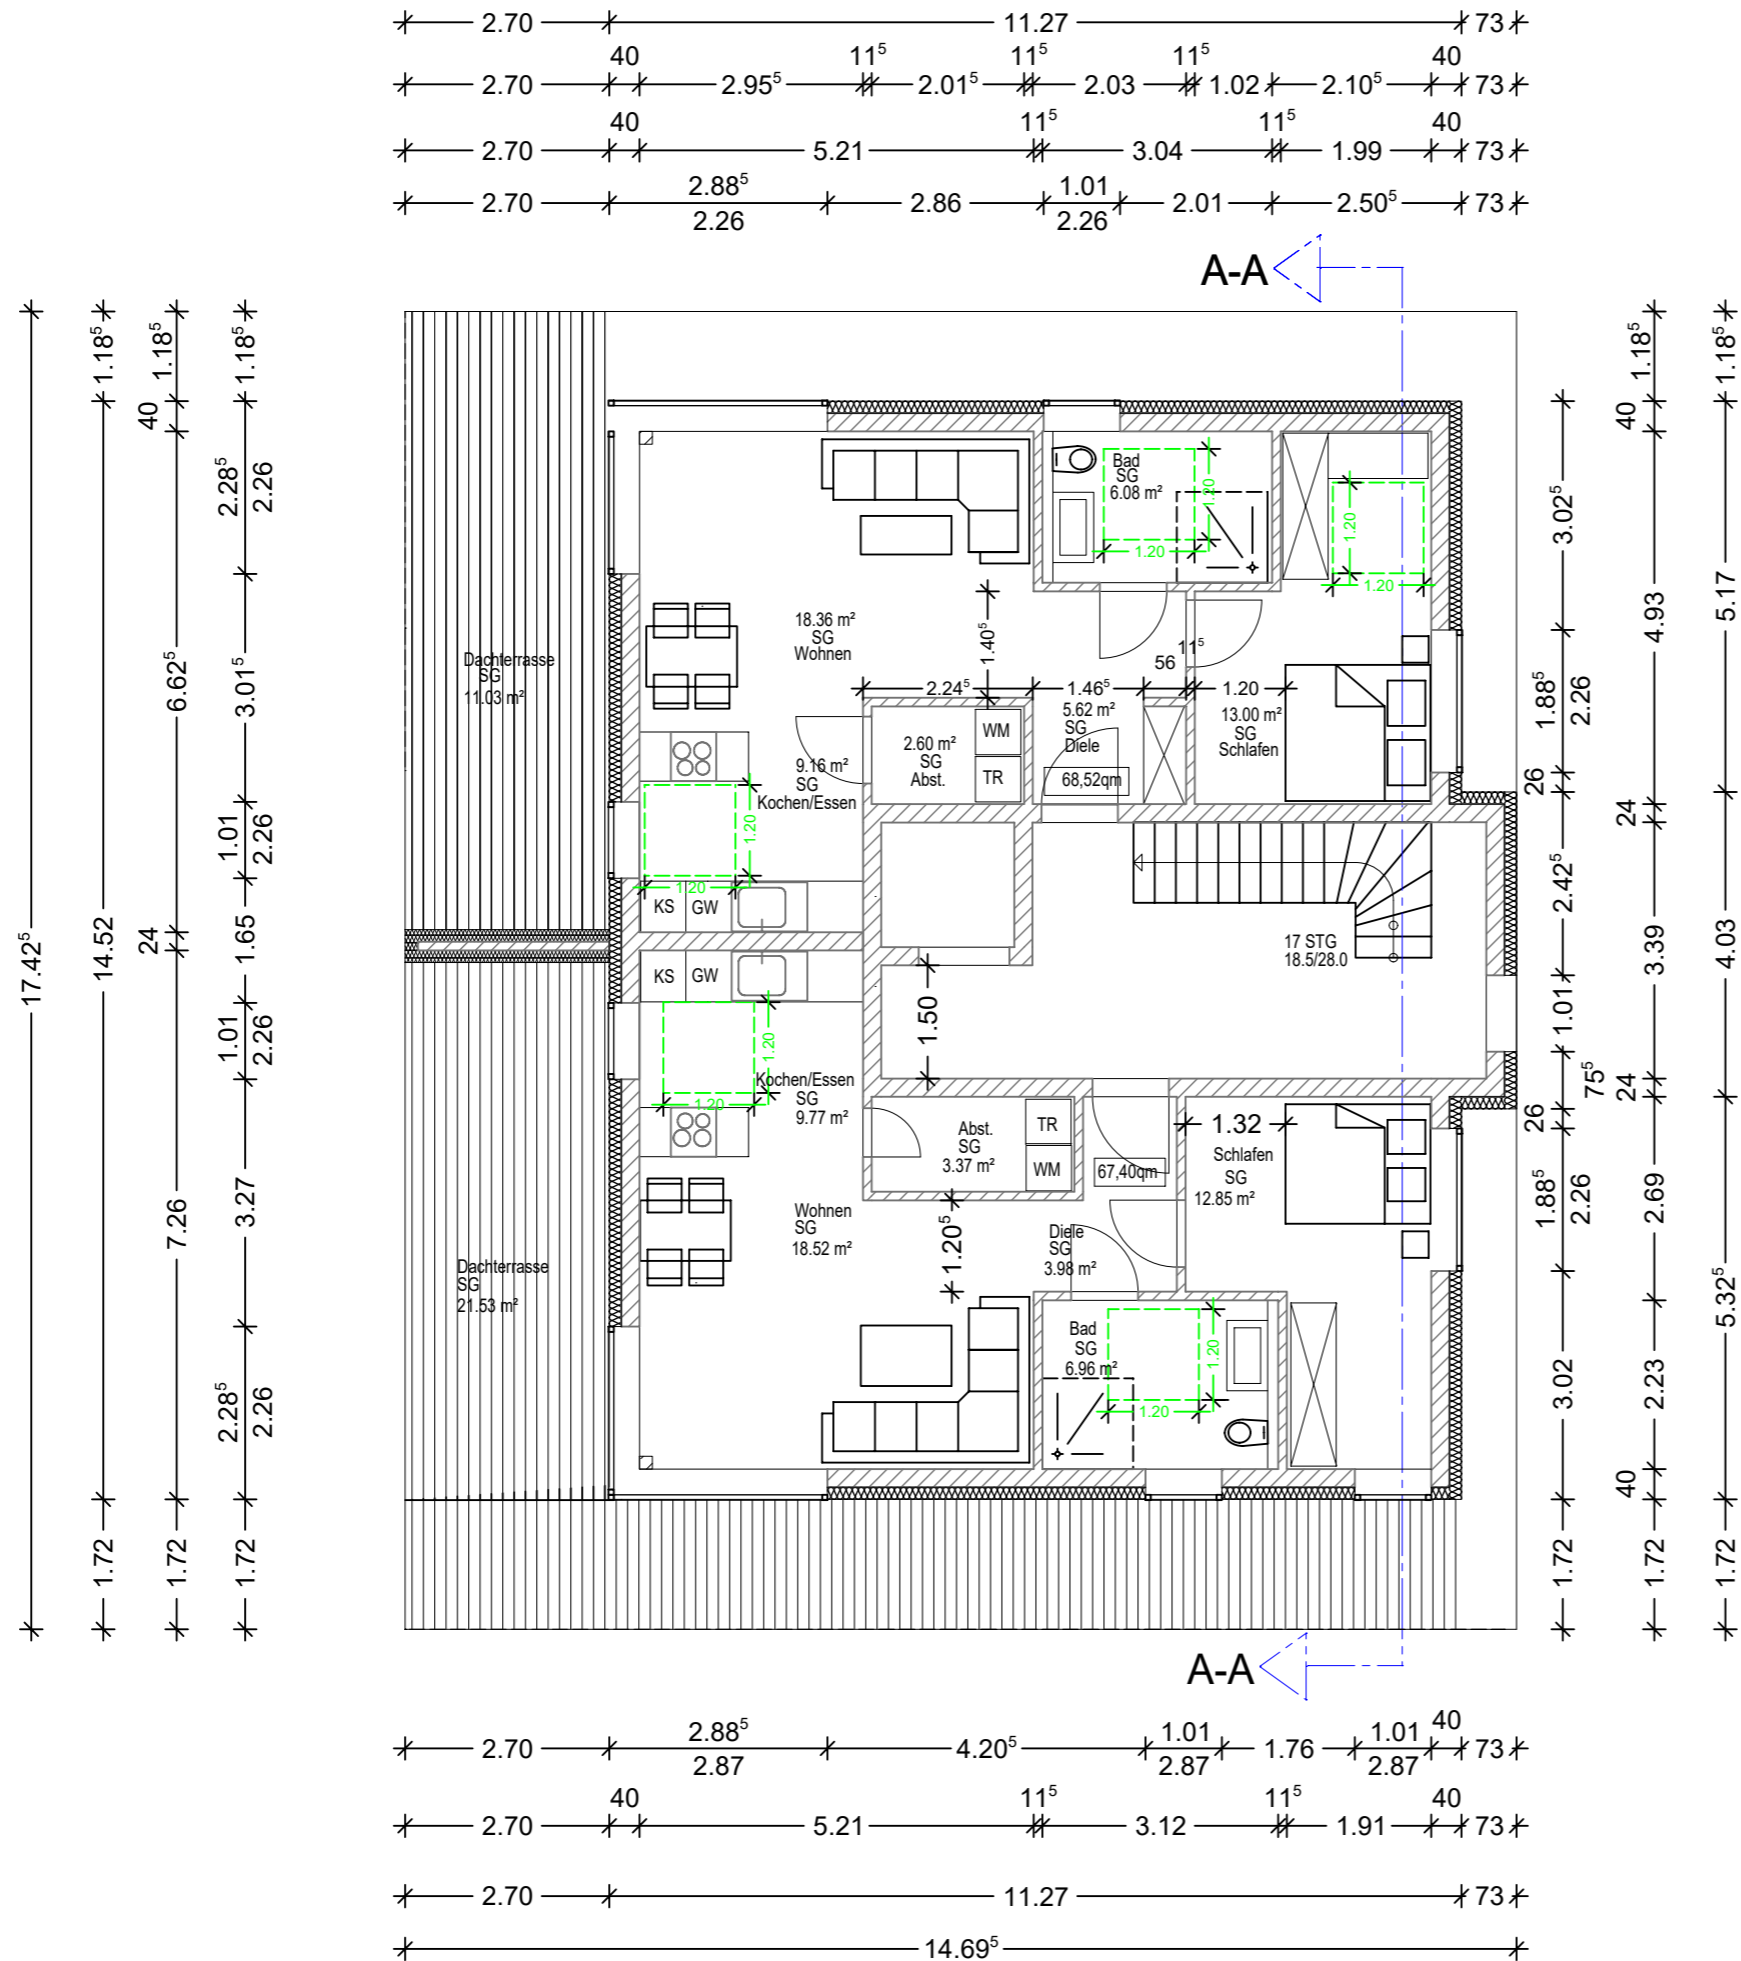 2.70 11.27 73
40 11⁵ 11⁵ 11⁵ 40
2.70 2.95⁵ 2.01⁵ 2.03 1.02 2.10⁵ 73
40 11⁵ 11⁵ 40
2.70 5.21 3.04 1.99 73
2.88⁵ 1.01
2.70 2.86 2.01 2.50⁵ 73
2.26 2.26
A-A
17.42⁵
1.18⁵
14.52
1.72
1.18⁵
40
6.62⁵
24
7.26
1.72
1.18⁵
2.28⁵
2.26
3.01⁵
1.01
2.26
1.65
1.01
2.26
3.27
2.28⁵
2.26
1.72
Dachterrasse
SG
11.03 m²
18.36 m²
SG
Wohnen
Bad
SG
6.08 m²
1.20
1.20
1.20
1.20
1.40⁵
11⁵
56
2.24⁵ 1.46⁵ 1.20
2.60 m²
SG
Abst.
WM
TR
5.62 m²
SG
Diele
68,52qm
13.00 m²
SG
Schlafen
9.16 m²
SG
Kochen/Essen
1.20
1.20
KS GW
KS GW
17 STG
18.5/28.0
1.50
1.20
1.20
Kochen/Essen
SG
9.77 m²
Abst.
SG
3.37 m²
TR
WM
67,40qm
1.32
Schlafen
SG
12.85 m²
Wohnen
SG
18.52 m²
1.20⁵
Diele
SG
3.98 m²
Dachterrasse
SG
21.53 m²
Bad
SG
6.96 m²
1.20
1.20
3.02⁵
1.88⁵
2.26
26
2.42⁵
1.01
75⁵
26
1.88⁵
2.26
3.02
1.72
1.18⁵
40
4.93
24
3.39
24
2.69
2.23
40
1.72
1.18⁵
5.17
4.03
5.32⁵
1.72
A-A
2.88⁵ 1.01 1.01 40
2.70 4.20⁵ 1.76 73
2.87 2.87 2.87
40 11⁵ 11⁵ 40
2.70 5.21 3.12 1.91 73
2.70 11.27 73
14.69⁵